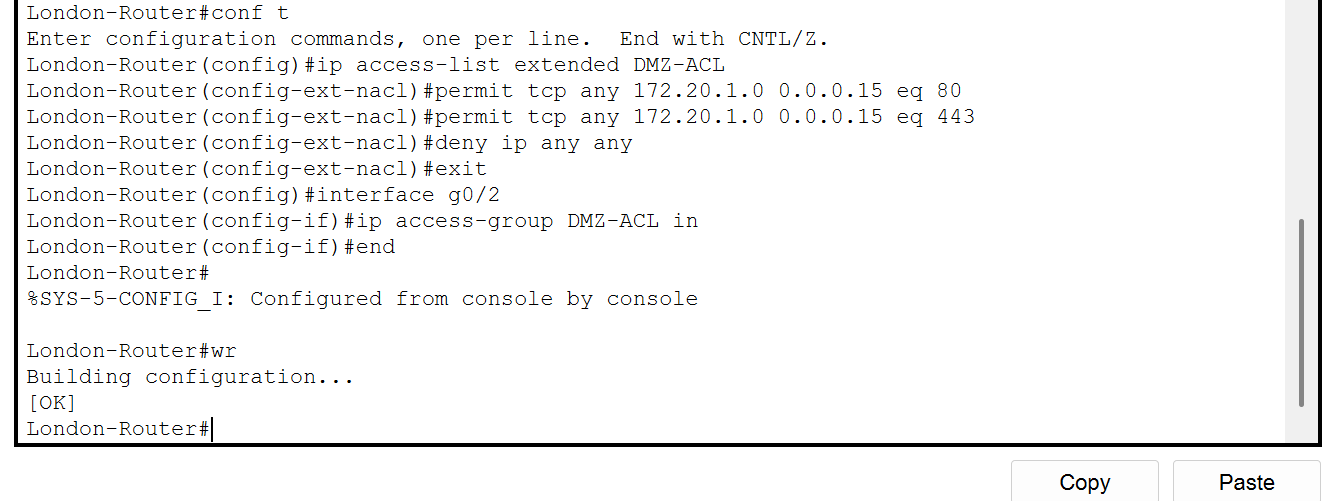 London-Router#conf t
Enter configuration commands, one per line.  End with CNTL/Z.
London-Router(config)#ip access-list extended DMZ-ACL
London-Router(config-ext-nacl)#permit tcp any 172.20.1.0 0.0.0.15 eq 80
London-Router(config-ext-nacl)#permit tcp any 172.20.1.0 0.0.0.15 eq 443
London-Router(config-ext-nacl)#deny ip any any
London-Router(config-ext-nacl)#exit
London-Router(config)#interface g0/2
London-Router(config-if)#ip access-group DMZ-ACL in
London-Router(config-if)#end
London-Router#
%SYS-5-CONFIG_I: Configured from console by console
London-Router#wr
Building configuration...
[OK]
London-Router#
Copy Paste